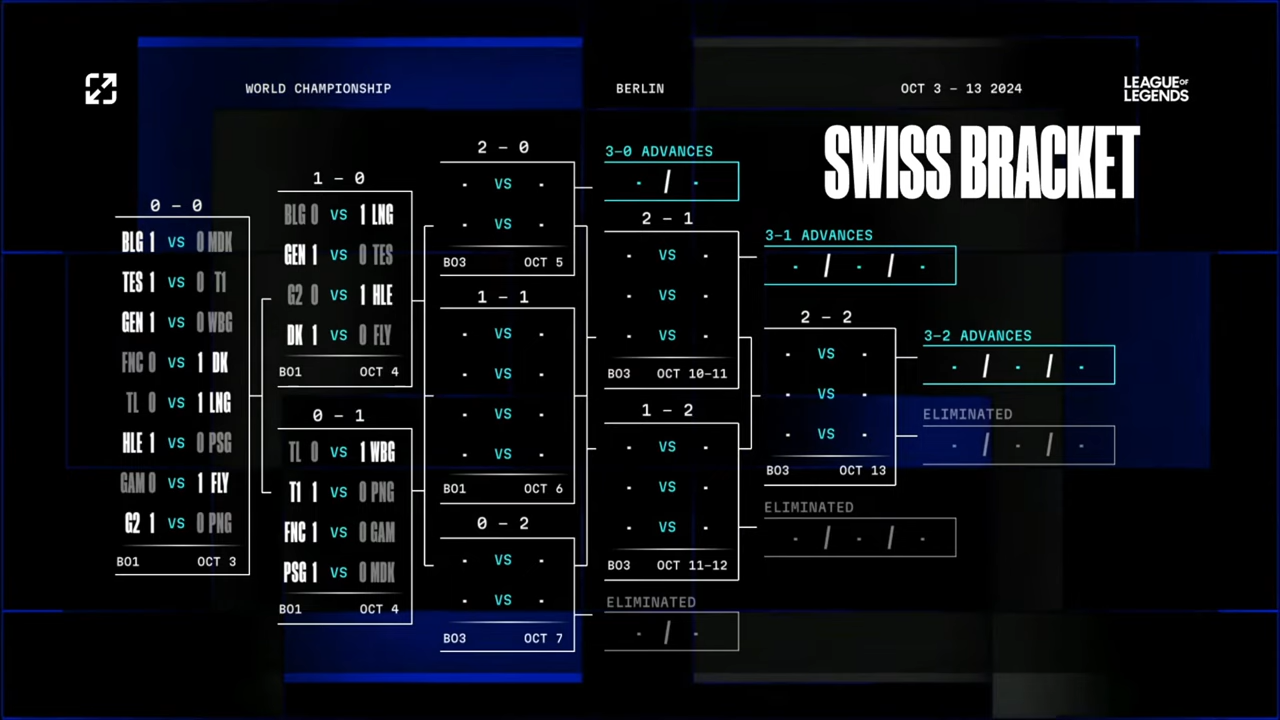 WORLD CHAMPIONSHIP
BERLIN
OCT 3 - 13 2024
LEAGUE OF
LEGENDS
SWISS BRACKET
0 - 0
BLG 1 VS 0 MDK
TES 1 VS 0 T1
GEN 1 VS 0 WBG
FNC 0 VS 1 DK
TL 0 VS 1 LNG
HLE 1 VS 0 PSG
GAM 0 VS 1 FLY
G2 1 VS 0 PNG
BO1 OCT 3
1 - 0
BLG 0 VS 1 LNG
GEN 1 VS 0 TES
G2 0 VS 1 HLE
DK 1 VS 0 FLY
BO1 OCT 4
0 - 1
TL 0 VS 1 WBG
T1 1 VS 0 PNG
FNC 1 VS 0 GAM
PSG 1 VS 0 MDK
BO1 OCT 4
2 - 0
- VS -
- VS -
BO3 OCT 5
1 - 1
- VS -
- VS -
- VS -
- VS -
BO1 OCT 6
0 - 2
- VS -
- VS -
BO3 OCT 7
3-0 ADVANCES
- / -
2 - 1
- VS -
- VS -
- VS -
BO3 OCT 10-11
1 - 2
- VS -
- VS -
- VS -
BO3 OCT 11-12
ELIMINATED
- / -
3-1 ADVANCES
- / - / -
2 - 2
- VS -
- VS -
- VS -
BO3 OCT 13
ELIMINATED
- / - / -
3-2 ADVANCES
- / - / -
ELIMINATED
- / - / -